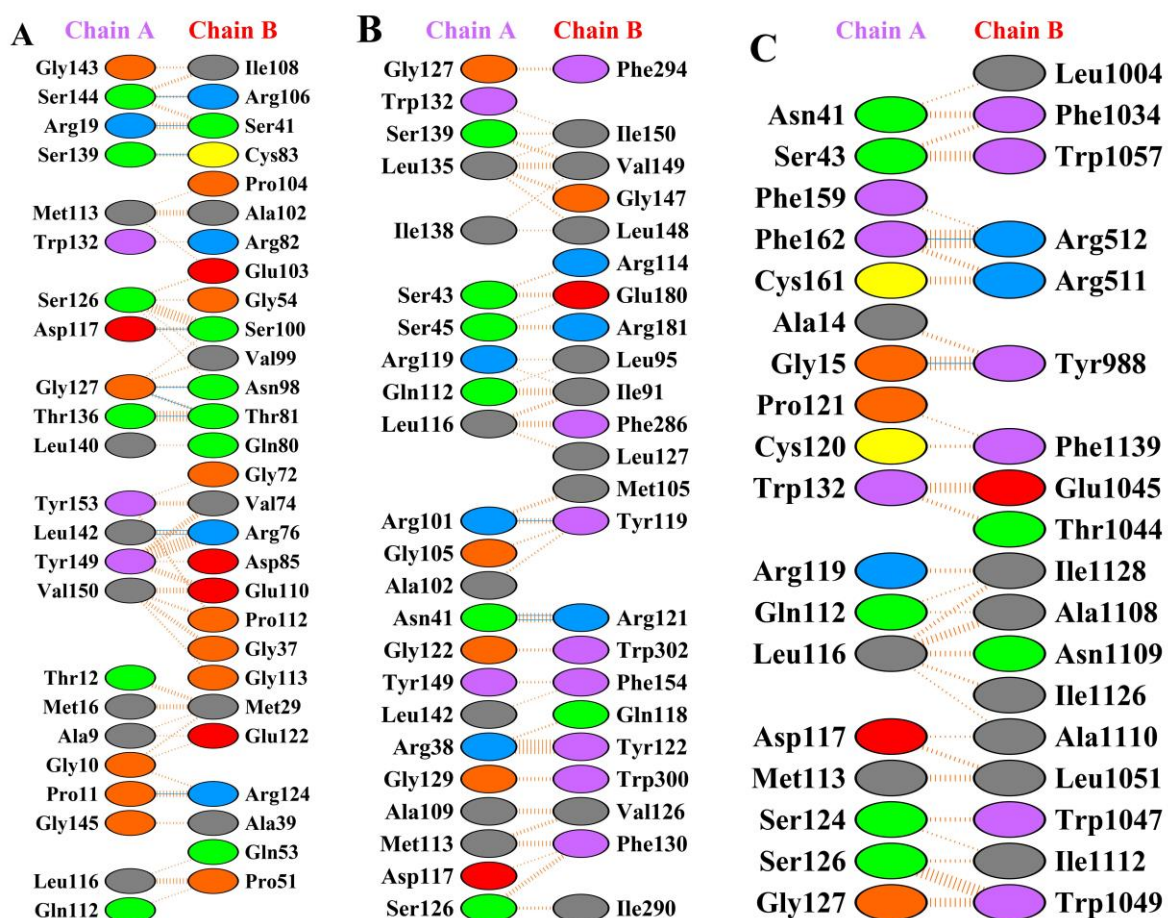 A
Chain A Chain B
Gly143 Ile108
Ser144 Arg106
Arg19 Ser41
Ser139 Cys83
Pro104
Met113 Ala102
Trp132 Arg82
Glu103
Ser126 Gly54
Asp117 Ser100
Val99
Gly127 Asn98
Thr136 Thr81
Leu140 Gln80
Gly72
Tyr153 Val74
Leu142 Arg76
Tyr149 Asp85
Val150 Glu110
Pro112
Gly37
Thr12 Gly113
Met16 Met29
Ala9 Glu122
Gly10
Pro11 Arg124
Gly145 Ala39
Gln53
Leu116 Pro51
Gln112
B
Chain A Chain B
Gly127 Phe294
Trp132
Ser139 Ile150
Leu135 Val149
Gly147
Ile138 Leu148
Arg114
Ser43 Glu180
Ser45 Arg181
Arg119 Leu95
Gln112 Ile91
Leu116 Phe286
Leu127
Met105
Arg101 Tyr119
Gly105
Ala102
Asn41 Arg121
Gly122 Trp302
Tyr149 Phe154
Leu142 Gln118
Arg38 Tyr122
Gly129 Trp300
Ala109 Val126
Met113 Phe130
Asp117
Ser126 Ile290
C
Chain A Chain B
Leu1004
Asn41 Phe1034
Ser43 Trp1057
Phe159
Phe162 Arg512
Cys161 Arg511
Ala14
Gly15 Tyr988
Pro121
Cys120 Phe1139
Trp132 Glu1045
Thr1044
Arg119 Ile1128
Gln112 Ala1108
Leu116 Asn1109
Ile1126
Asp117 Ala1110
Met113 Leu1051
Ser124 Trp1047
Ser126 Ile1112
Gly127 Trp1049